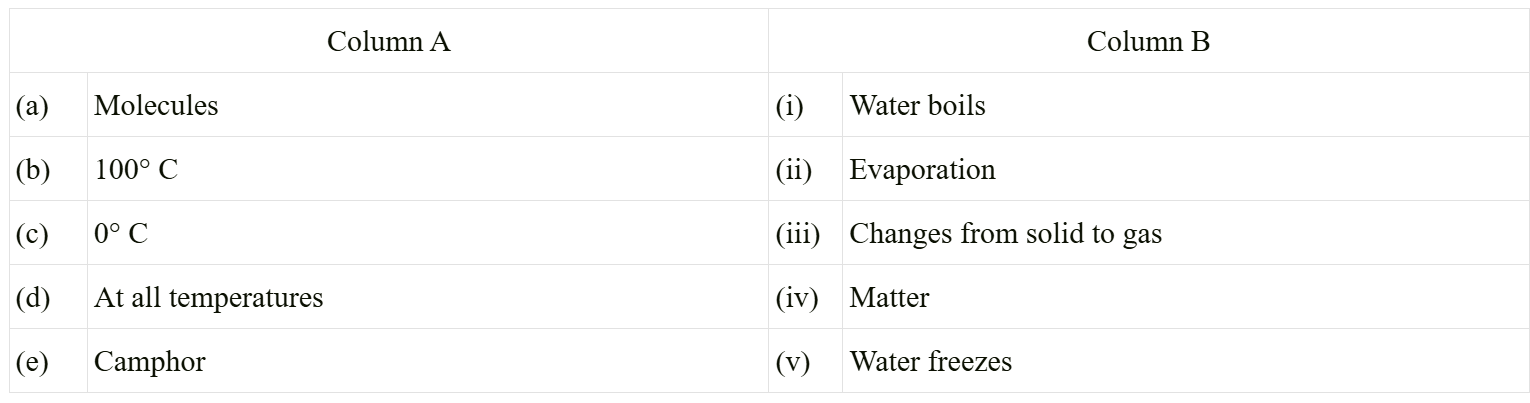 Column A Column B
(a) Molecules (i) Water boils
(b) 100° C (ii) Evaporation
(c) 0° C (iii) Changes from solid to gas
(d) At all temperatures (iv) Matter
(e) Camphor (v) Water freezes